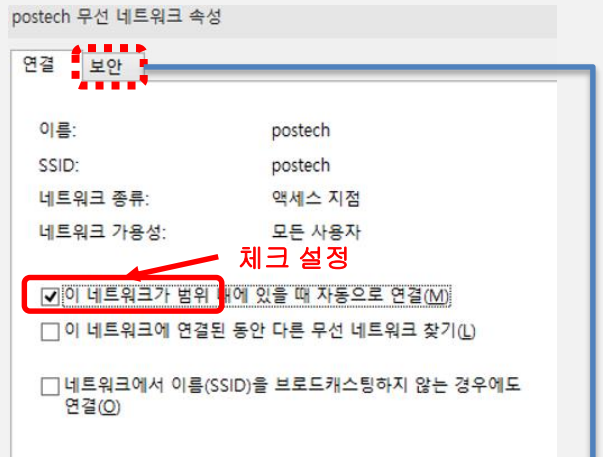 postech 무선 네트워크 속성
연결 보안
이름: postech
SSID: postech
네트워크 종류: 액세스 지점
네트워크 가용성: 모든 사용자
체크 설정
이 네트워크가 범위 내에 있을 때 자동으로 연결(M)
이 네트워크에 연결된 동안 다른 무선 네트워크 찾기(L)
네트워크에서 이름(SSID)을 브로드캐스팅하지 않는 경우에도
연결(O)